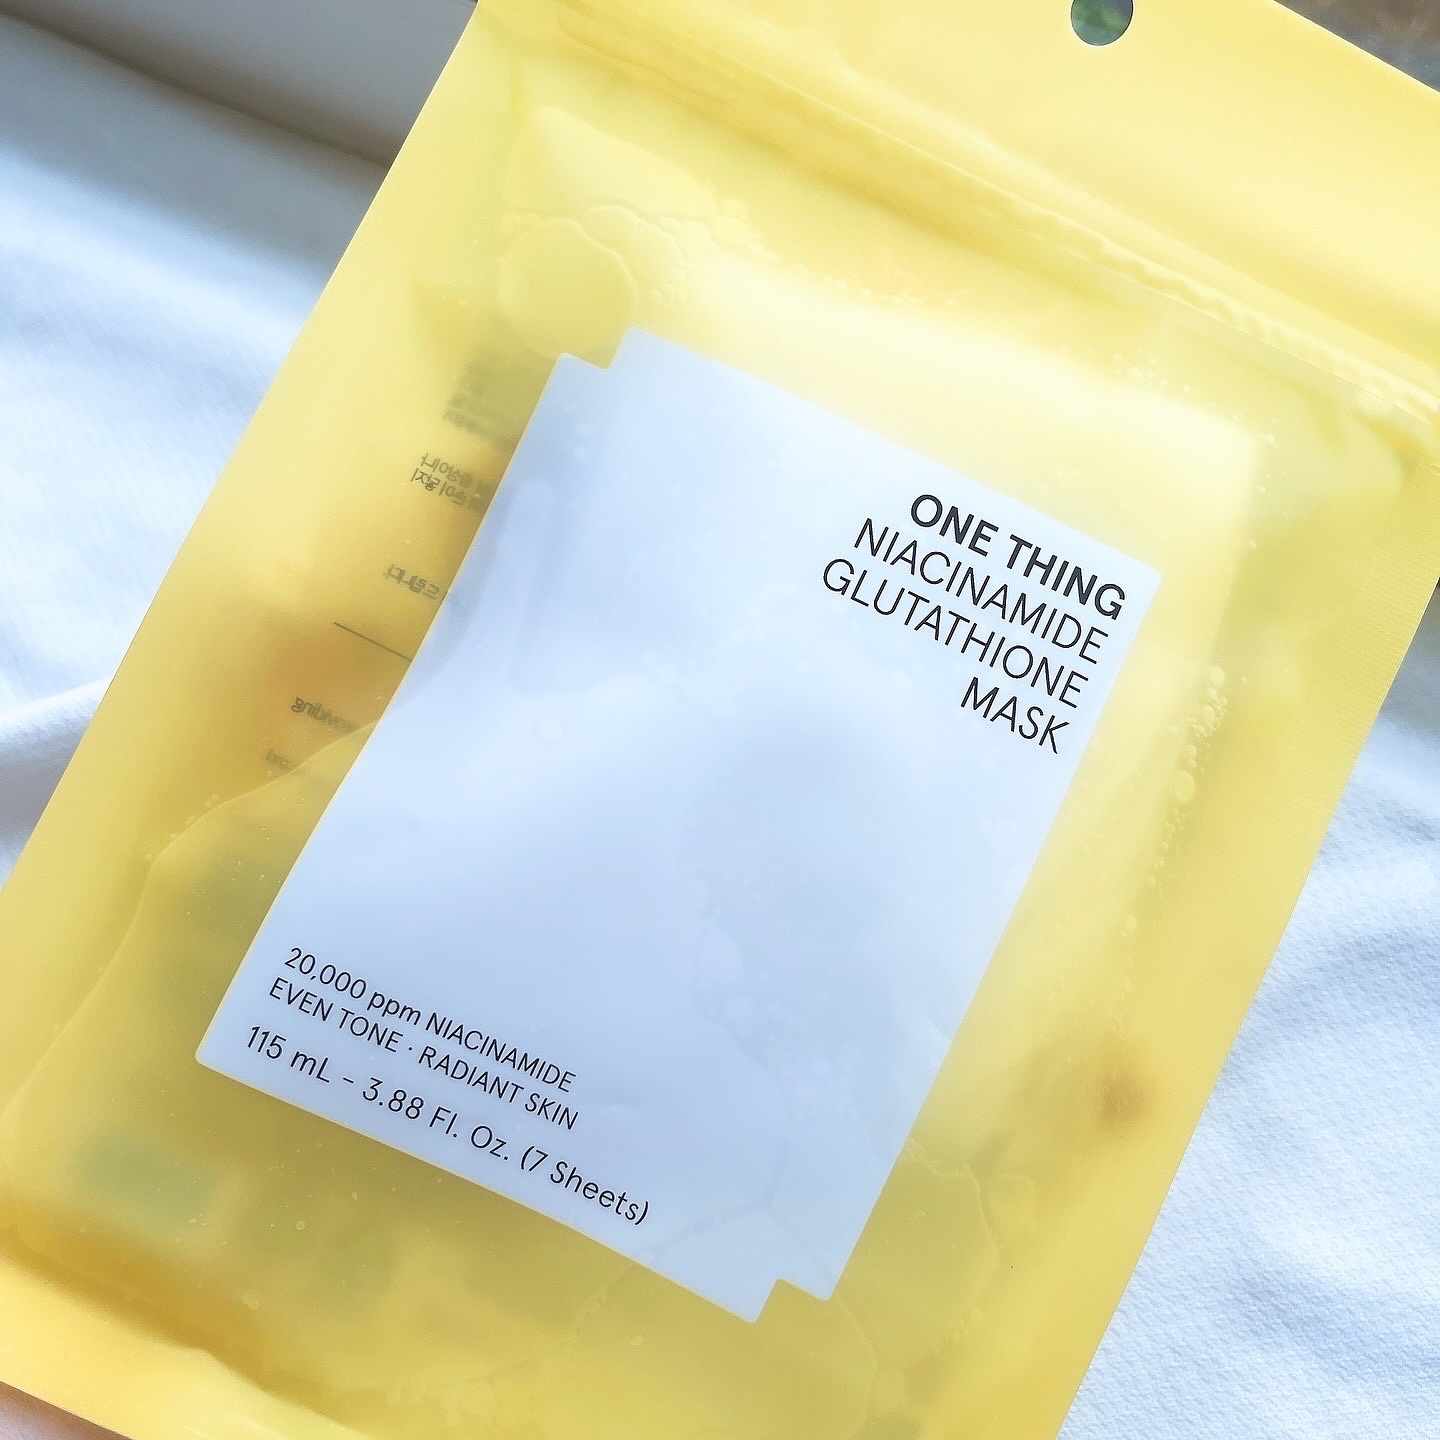 ONE THING
NIACINAMIDE
GLUTATHIONE
MASK
20,000 ppm NIACINAMIDE
EVEN TONE · RADIANT SKIN
115 mL - 3.88 Fl. Oz. (7 Sheets)